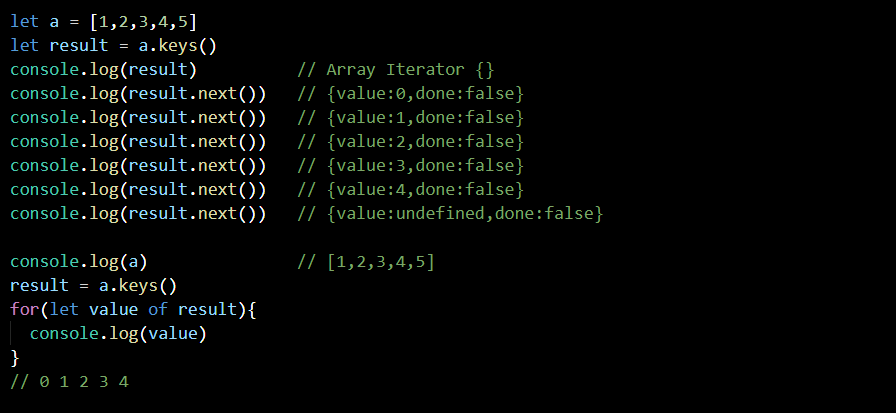 let a = [1,2,3,4,5]
let result = a.keys()
console.log(result)          // Array Iterator {}
console.log(result.next())   // {value:0,done:false}
console.log(result.next())   // {value:1,done:false}
console.log(result.next())   // {value:2,done:false}
console.log(result.next())   // {value:3,done:false}
console.log(result.next())   // {value:4,done:false}
console.log(result.next())   // {value:undefined,done:false}

console.log(a)               // [1,2,3,4,5]
result = a.keys()
for(let value of result){
  console.log(value)
}
// 0 1 2 3 4